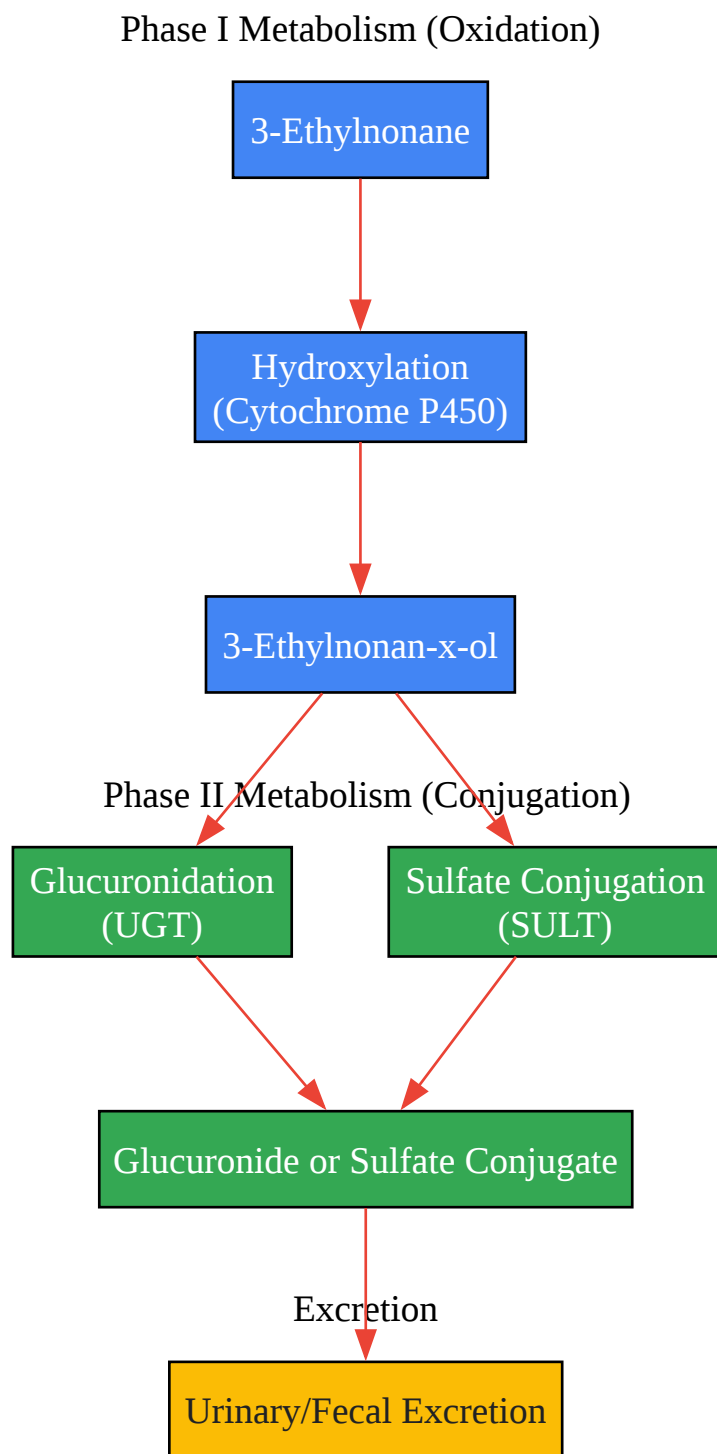 Phase I Metabolism (Oxidation)
3-Ethylnonane
Hydroxylation
(Cytochrome P450)
3-Ethylnonan-x-ol
Phase II Metabolism (Conjugation)
Glucuronidation
(UGT)
Sulfate Conjugation
(SULT)
Glucuronide or Sulfate Conjugate
Excretion
Urinary/Fecal Excretion